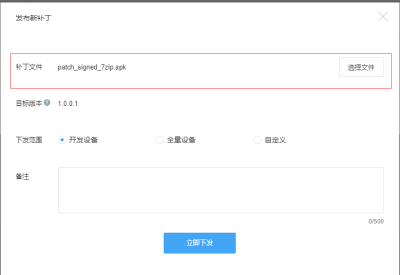 发布新补丁
补丁文件 patch_signed_7zip.apk 选择文件
目标版本 1.0.0.1
下发范围 开发设备 全量设备 自定义
备注
0/500
立即下发